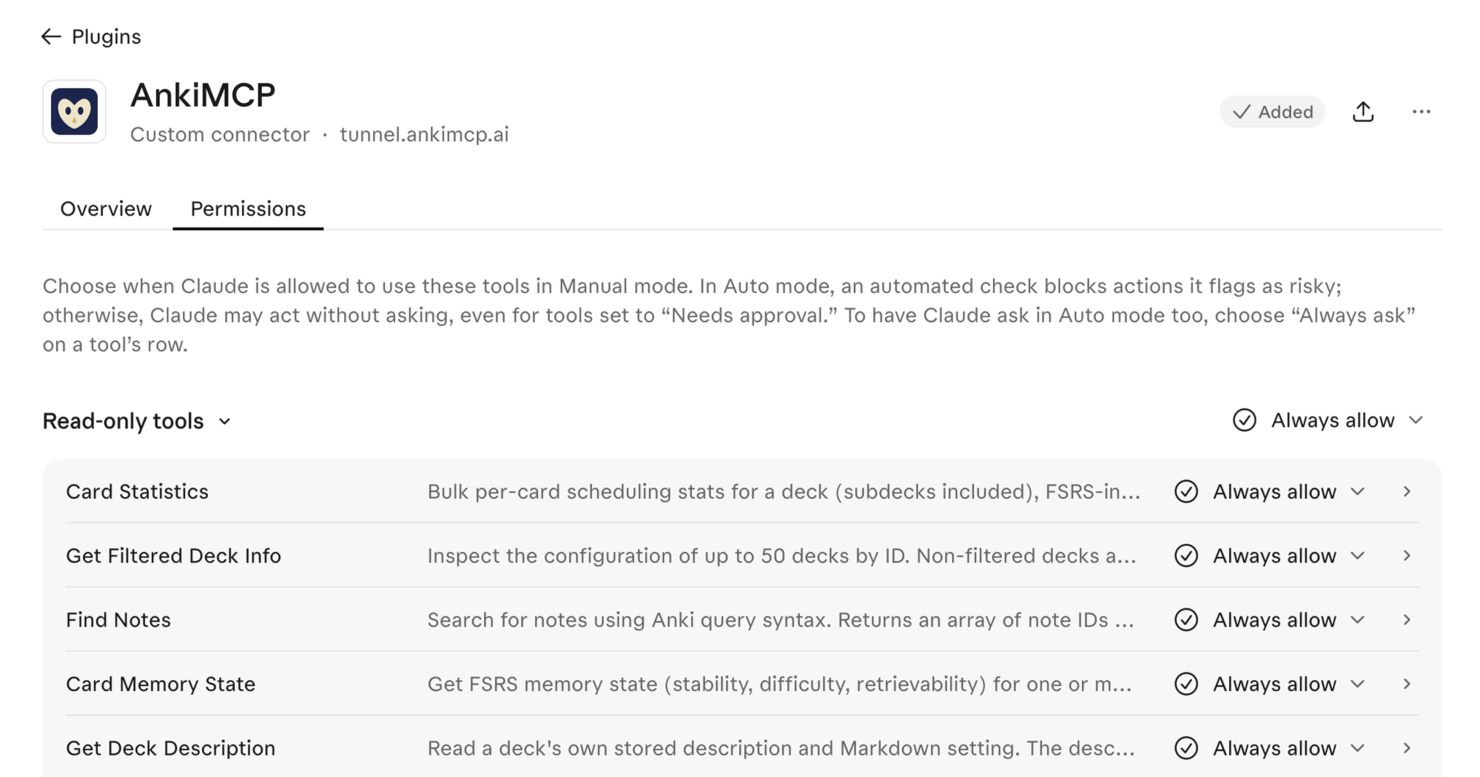 Plugins
AnkiMCP
Custom connector · tunnel.ankimcp.ai
Added
Overview
Permissions
Choose when Claude is allowed to use these tools in Manual mode. In Auto mode, an automated check blocks actions it flags as risky;
otherwise, Claude may act without asking, even for tools set to “Needs approval.” To have Claude ask in Auto mode too, choose “Always ask”
on a tool’s row.
Read-only tools
Always allow
Card Statistics
Bulk per-card scheduling stats for a deck (subdecks included), FSRS-in...
Always allow
Get Filtered Deck Info
Inspect the configuration of up to 50 decks by ID. Non-filtered decks a...
Always allow
Find Notes
Search for notes using Anki query syntax. Returns an array of note IDs ...
Always allow
Card Memory State
Get FSRS memory state (stability, difficulty, retrievability) for one or m...
Always allow
Get Deck Description
Read a deck's own stored description and Markdown setting. The desc...
Always allow